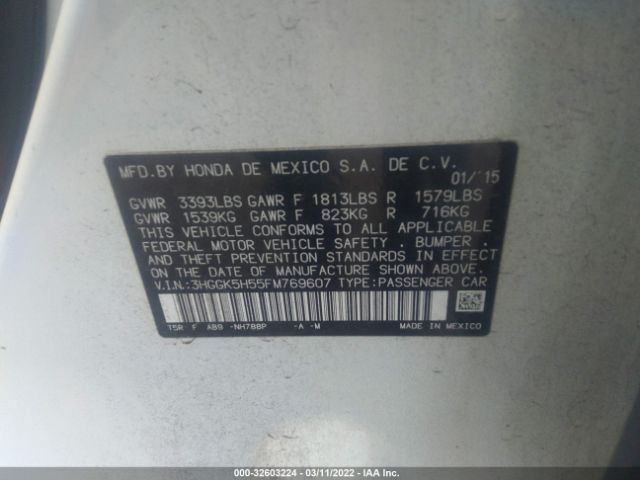 MFD.BY HONDA DE MEXICO S.A. DE C.V.
01/'15
GVWR 3393LBS GAWR F 1813LBS R 1579LBS
GVWR 1539KG GAWR F 823KG R 716KG
THIS VEHICLE CONFORMS TO ALL APPLICABLE
FEDERAL MOTOR VEHICLE SAFETY , BUMPER ,
AND THEFT PREVENTION STANDARDS IN EFFECT
ON THE DATE OF MANUFACTURE SHOWN ABOVE.
V.I.N.:3HGGK5H55FM769607 TYPE:PASSENGER CAR
T5R F AB9 -NH788P -A -M MADE IN MEXICO
000-32603224 - 03/11/2022 - IAA Inc.